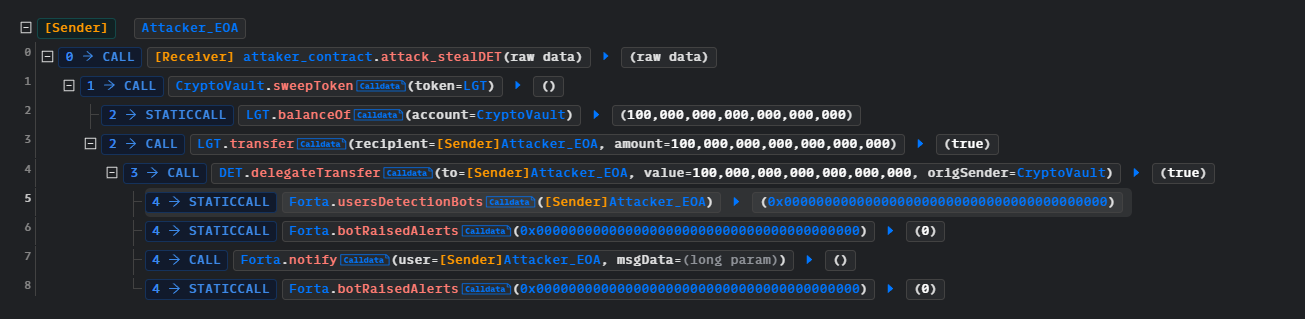 [Sender] Attacker_EOA
0 0 → CALL [Receiver] attaker_contract.attack_stealDET(raw data) (raw data)
1 1 → CALL CryptoVault.sweepToken Calldata (token=LGT) ()
2 2 → STATICCALL LGT.balanceOf Calldata (account=CryptoVault) (100,000,000,000,000,000,000)
3 2 → CALL LGT.transfer Calldata (recipient=[Sender]Attacker_EOA, amount=100,000,000,000,000,000,000) (true)
4 3 → CALL DET.delegateTransfer Calldata (to=[Sender]Attacker_EOA, value=100,000,000,000,000,000,000, origSender=CryptoVault) (true)
5 4 → STATICCALL Forta.usersDetectionBots Calldata ([Sender]Attacker_EOA) (0x0000000000000000000000000000000000000000)
6 4 → STATICCALL Forta.botRaisedAlerts Calldata (0x0000000000000000000000000000000000000000) (0)
7 4 → CALL Forta.notify Calldata (user=[Sender]Attacker_EOA, msgData=(long param)) ()
8 4 → STATICCALL Forta.botRaisedAlerts Calldata (0x0000000000000000000000000000000000000000) (0)